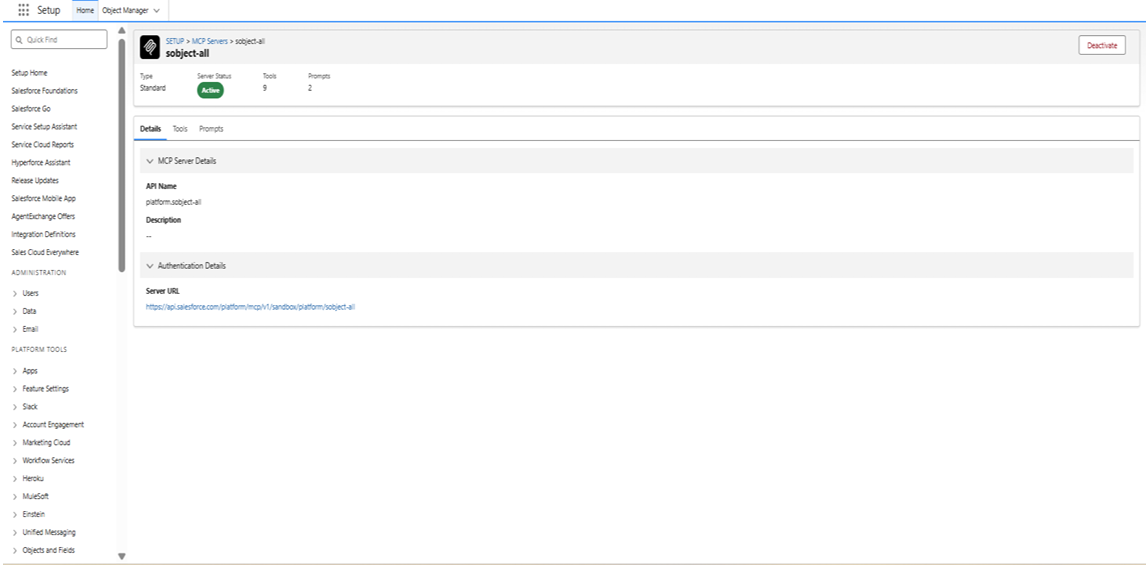 Setup Home Object Manager
Quick Find
Setup Home
Salesforce Foundations
Salesforce Go
Service Setup Assistant
Service Cloud Reports
Hyperforce Assistant
Release Updates
Salesforce Mobile App
AgentExchange Offers
Integration Definitions
Sales Cloud Everywhere
ADMINISTRATION
Users
Data
Email
PLATFORM TOOLS
Apps
Feature Settings
Slack
Account Engagement
Marketing Cloud
Workflow Services
Heroku
MuleSoft
Einstein
Unified Messaging
Objects and Fields
SETUP > MCP Servers > sobject-all
sobject-all
Deactivate
Type Server Status Tools Prompts
Standard Active 9 2
Details Tools Prompts
MCP Server Details
API Name
platform.sobject-all
Description
--
Authentication Details
Server URL
https://api.salesforce.com/platform/mcp/v1/sandbox/platform/sobject-all